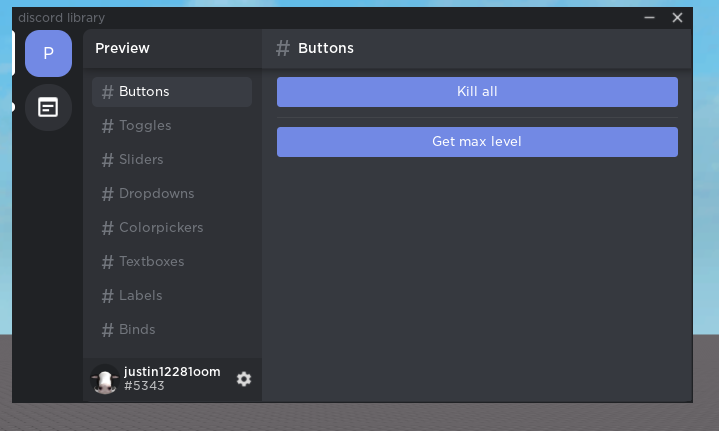 discord library
P
Preview
# Buttons
# Toggles
# Sliders
# Dropdowns
# Colorpickers
# Textboxes
# Labels
# Binds
justin12281oom
#5343
# Buttons
Kill all
Get max level